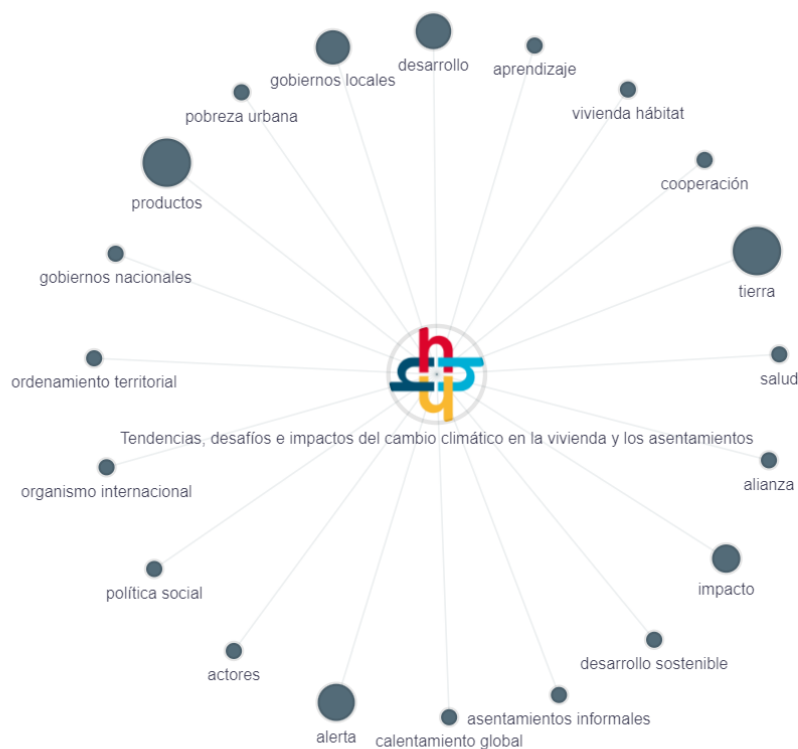 desarrollo
aprendizaje
gobiernos locales
vivienda hábitat
pobreza urbana
cooperación
productos
tierra
gobiernos nacionales
salud
ordenamiento territorial
Tendencias, desafíos e impactos del cambio climático en la vivienda y los asentamientos
alianza
organismo internacional
impacto
política social
desarrollo sostenible
actores
asentamientos informales
alerta
calentamiento global